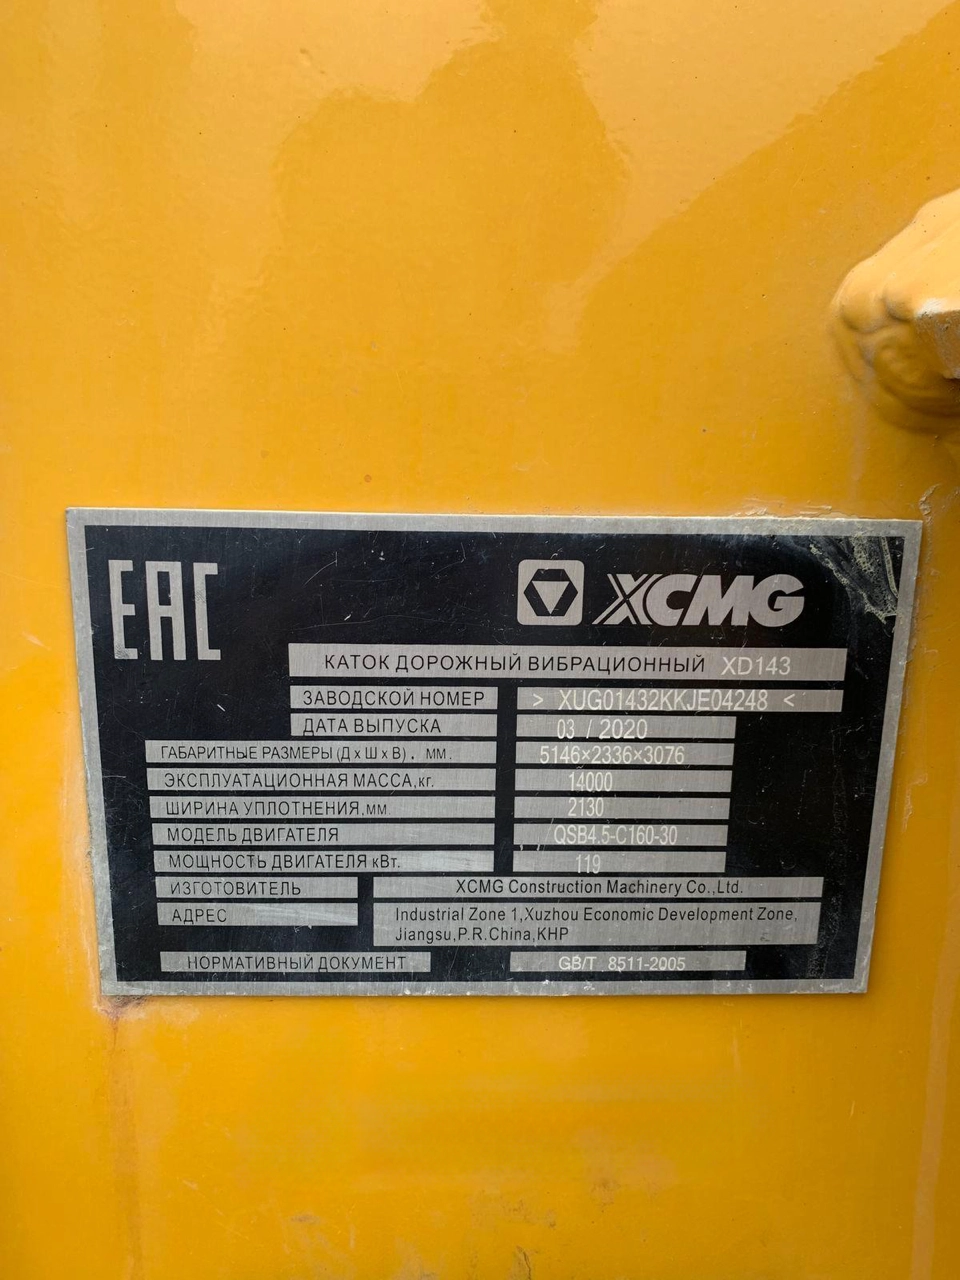 EAC XCMG
КАТОК ДОРОЖНЫЙ ВИБРАЦИОННЫЙ XD143
ЗАВОДСКОЙ НОМЕР > XUG01432KKJE04248 <
ДАТА ВЫПУСКА 03 / 2020
ГАБАРИТНЫЕ РАЗМЕРЫ (Д х Ш х В) , ММ. 5146×2336×3076
ЭКСПЛУАТАЦИОННАЯ МАССА,кг. 14000
ШИРИНА УПЛОТНЕНИЯ,мм 2130
МОДЕЛЬ ДВИГАТЕЛЯ QSB4.5-C160-30
МОЩНОСТЬ ДВИГАТЕЛЯ кВт. 119
ИЗГОТОВИТЕЛЬ XCMG Construction Machinery Co.,Ltd.
АДРЕС Industrial Zone 1,Xuzhou Economic Development Zone,
Jiangsu,P.R.China,КНР
НОРМАТИВНЫЙ ДОКУМЕНТ GB/T 8511-2005